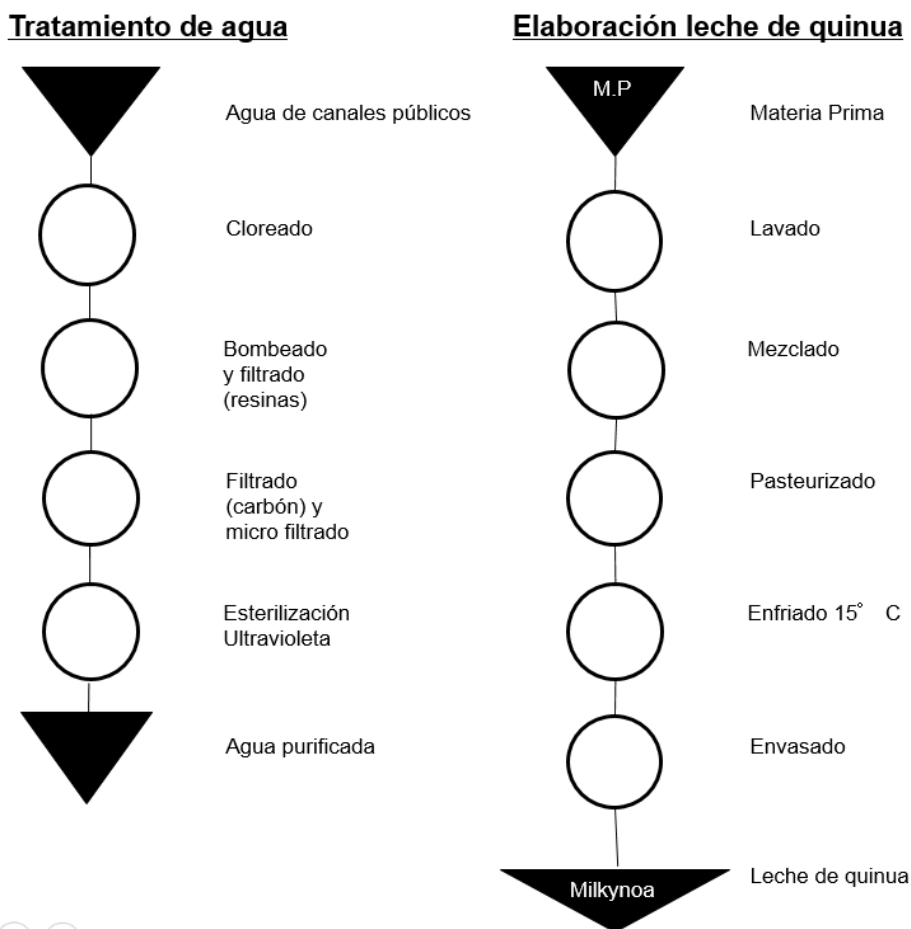 Tratamiento de agua
Agua de canales públicos
Cloreado
Bombeado
y filtrado
(resinas)
Filtrado
(carbón) y
micro filtrado
Esterilización
Ultravioleta
Agua purificada
Elaboración leche de quinua
M.P
Materia Prima
Lavado
Mezclado
Pasteurizado
Enfriado 15° C
Envasado
Milkynoa
Leche de quinua